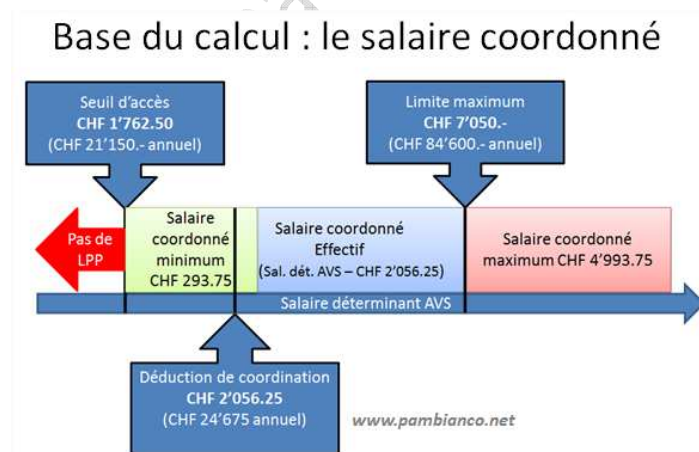 Base du calcul : le salaire coordonné
Seuil d'accès
CHF 1'762.50
(CHF 21'150.- annuel)
Limite maximum
CHF 7'050.-
(CHF 84'600.- annuel)
Pas de
LPP
Salaire
coordonné
minimum
CHF 293.75
Salaire coordonné
Effectif
(Sal. dét. AVS – CHF 2'056.25)
Salaire coordonné
maximum CHF 4'993.75
Salaire déterminant AVS
Déduction de coordination
CHF 2'056.25
(CHF 24'675 annuel)
www.pambianco.net